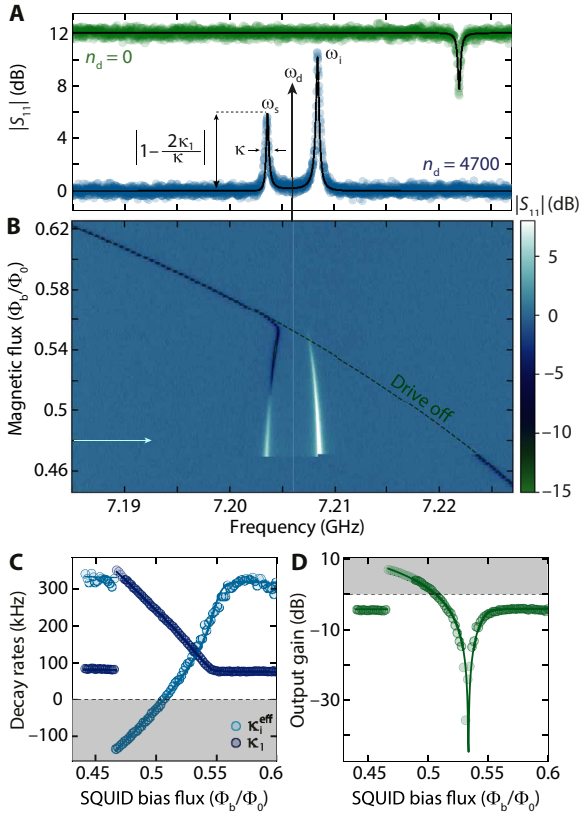 A
12
8
4
0
|S₁₁| (dB)
n_d = 0
ω_s
ω_d
ω_i
|1 − 2κ₁/κ|
κ
n_d = 4700
B
0.62
0.58
0.54
0.5
0.46
Magnetic flux (Φ_b/Φ₀)
Drive off
7.19
7.20
7.21
7.22
Frequency (GHz)
|S₁₁| (dB)
5
0
−5
−10
−15
C
300
200
100
0
−100
Decay rates (kHz)
κ_i^eff
κ₁
0.45
0.5
0.55
0.6
SQUID bias flux (Φ_b/Φ₀)
D
10
−10
−30
Output gain (dB)
0.45
0.5
0.55
0.6
SQUID bias flux (Φ_b/Φ₀)